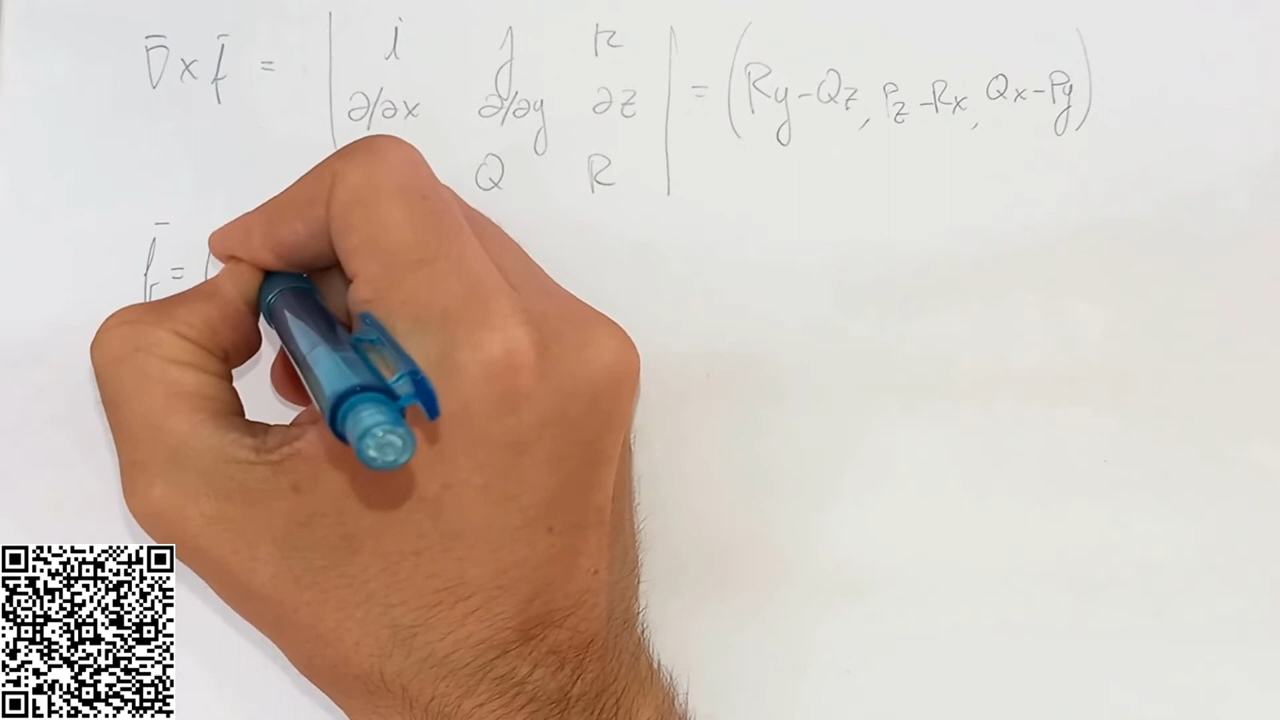 ∇̄ x f̄ = | i j k | = (Ry-Qz, Pz-Rx, Qx-Py)
∂/∂x ∂/∂y ∂z
Q R
f̄ = (